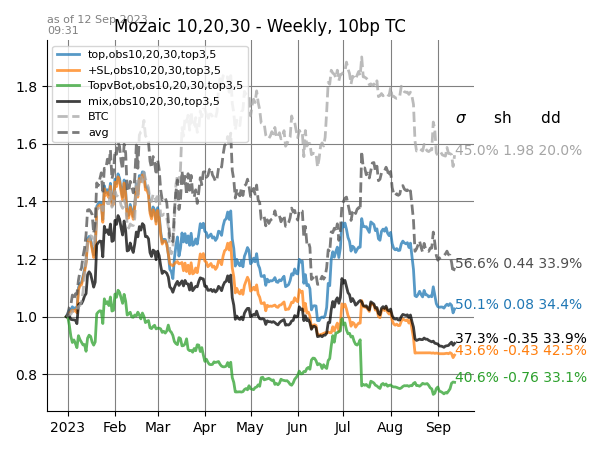 as of 12 Sep 2023
09:31
Mozaic 10,20,30 - Weekly, 10bp TC
top,obs10,20,30,top3,5
+SL,obs10,20,30,top3,5
TopvBot,obs10,20,30,top3,5
mix,obs10,20,30,top3,5
BTC
avg
σ sh dd
45.0% 1.98 20.0%
56.6% 0.44 33.9%
50.1% 0.08 34.4%
37.3% -0.35 33.9%
43.6% -0.43 42.5%
40.6% -0.76 33.1%
1.8
1.6
1.4
1.2
1.0
0.8
2023 Feb Mar Apr May Jun Jul Aug Sep